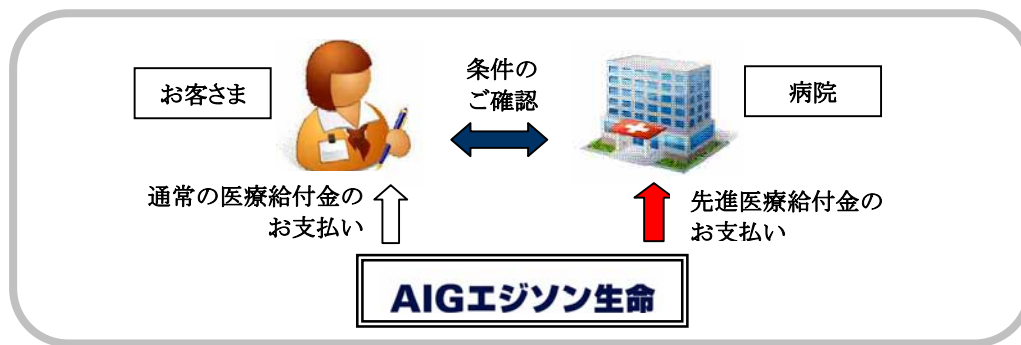 お客さま
条件の
ご確認
病院
通常の医療給付金の
お支払い
先進医療給付金の
お支払い
AIGエジソン生命